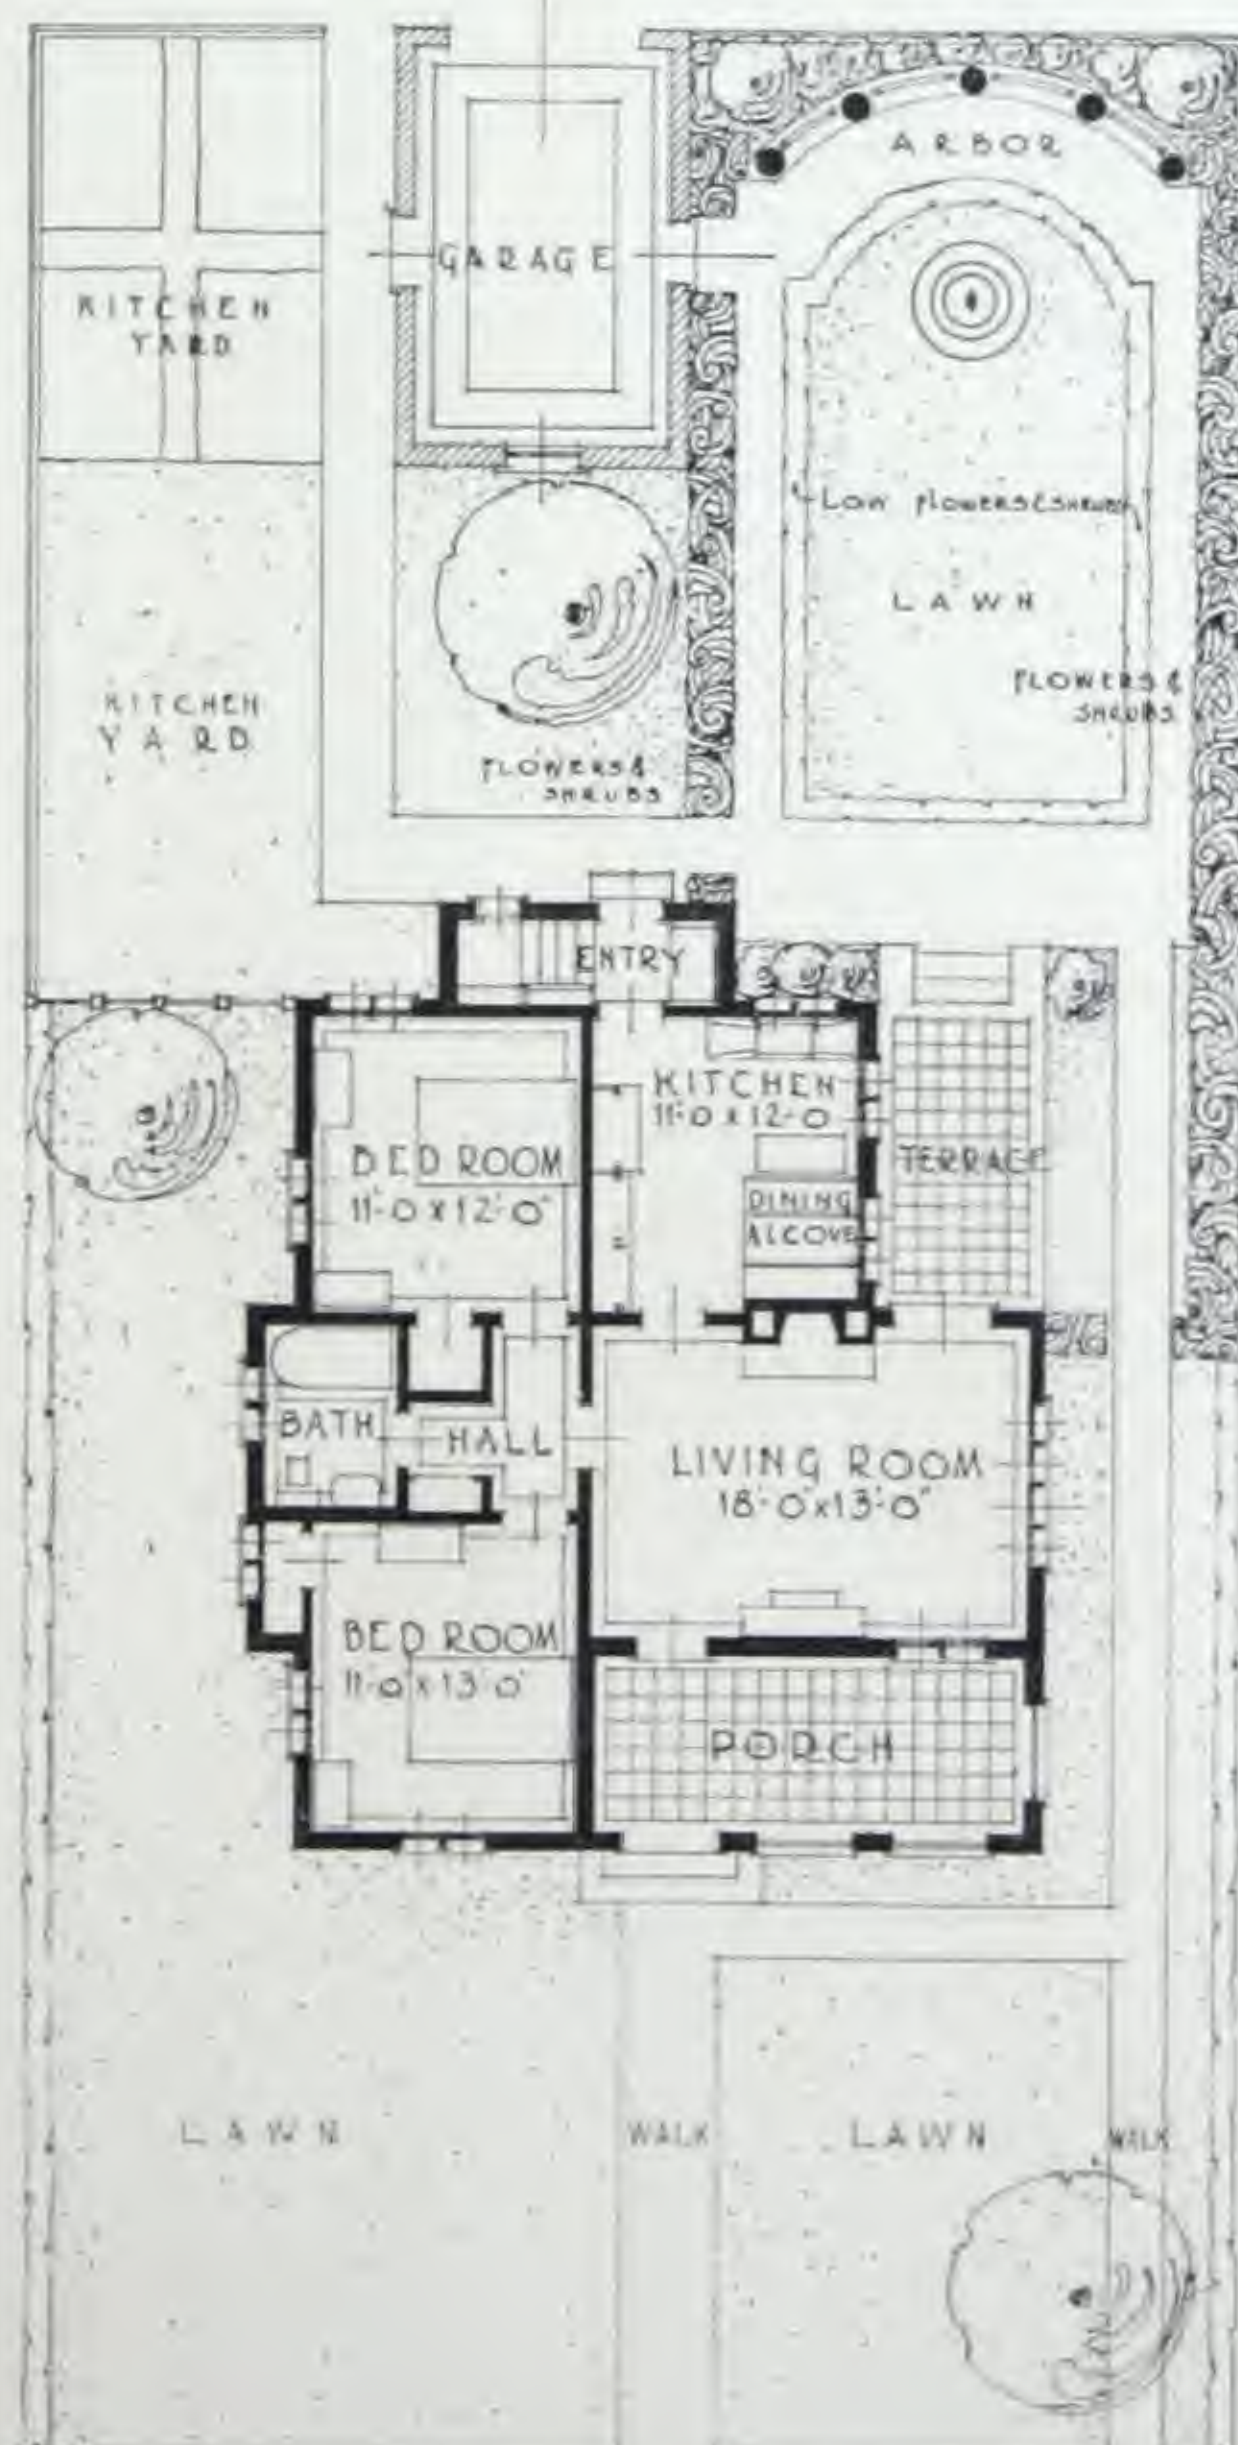 ARBOR
GARAGE
KITCHEN
YARD
LOW FLOWERS & SHRUBS
LAWN
FLOWERS &
SHRUBS
KITCHEN
YARD
FLOWERS &
SHRUBS
ENTRY
KITCHEN
11'-0 x 12'-0
BED ROOM
11'-0 x 12'-0"
TERRACE
DINING
ALCOVE
BATH
HALL
LIVING ROOM
18'-0"x13'-0"
BED ROOM
11'-0"x 13'-0"
PORCH
LAWN
WALK
LAWN
WALK